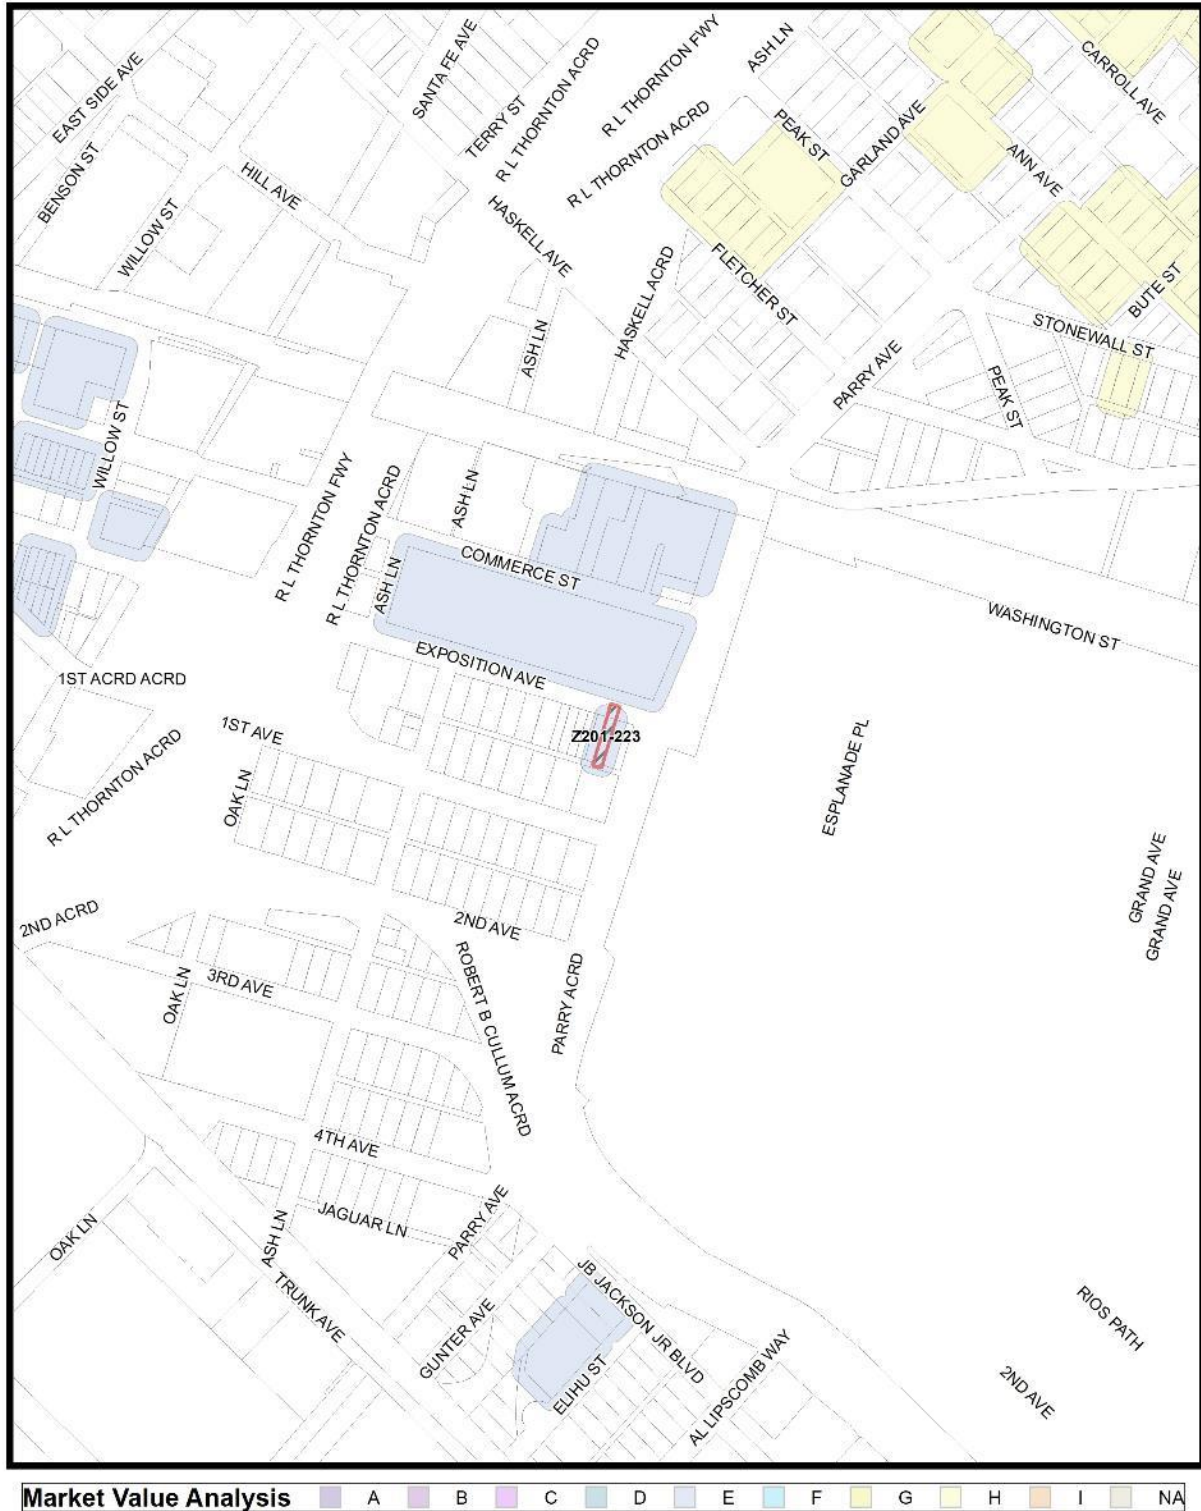 EAST SIDE AVE
SANTA FE AVE
TERRY ST
R L THORNTON ACRD
R L THORNTON FWY
R L THORNTON ACRD
ASH LN
CARROLL AVE
PEAK ST
GARLAND AVE
ANN AVE
BENSON ST
HILL AVE
WILLOW ST
HASKELL AVE
HASKELL ACRD
FLETCHER ST
BUTE ST
STONEWALL ST
ASH LN
PARRY AVE
PEAK ST
WILLOW ST
R L THORNTON FWY
R L THORNTON ACRD
ASH LN
ASH LN
COMMERCE ST
WASHINGTON ST
EXPOSITION AVE
1ST ACRD ACRD
1ST AVE
Z201-223
ESPLANADE PL
R L THORNTON ACRD
OAK LN
GRAND AVE
GRAND AVE
2ND ACRD
2ND AVE
OAK LN
3RD AVE
ROBERT B CULLUM ACRD
PARRY ACRD
4TH AVE
JAGUAR LN
PARRY AVE
OAK LN
ASH LN
TRUNK AVE
GUNTER AVE
JB JACKSON JR BLVD
ELIHU ST
AL LIPSCOMB WAY
RIOS PATH
2ND AVE
Market Value Analysis A B C D E F G H I NA